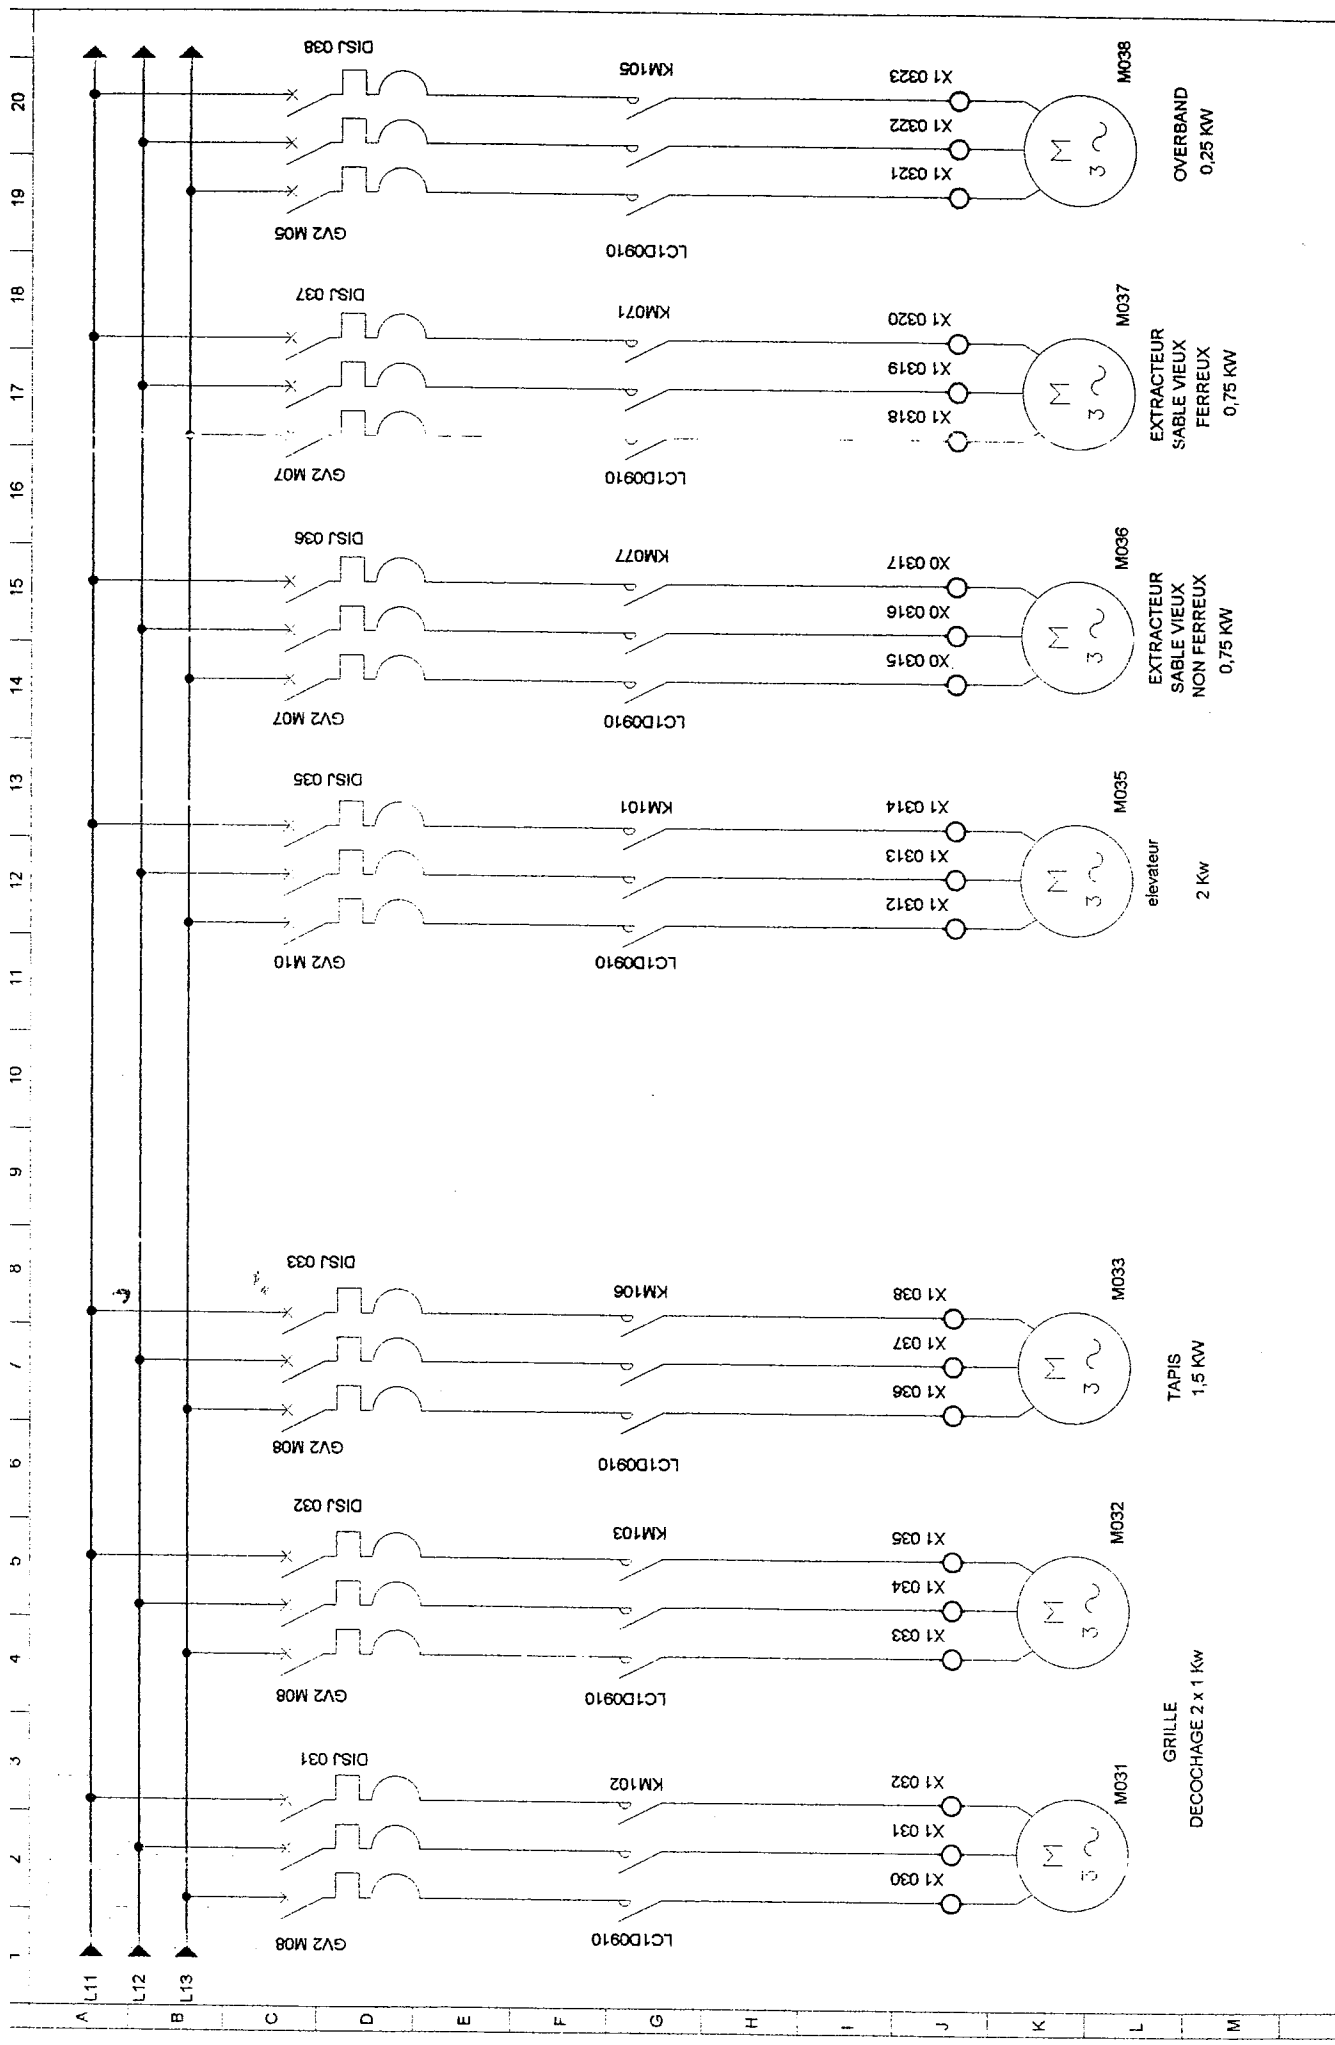 1
2
3
4
5
6
7
8
9
10
11
12
13
14
15
16
17
18
19
20
A
B
C
D
E
F
G
H
I
J
K
L
M
L11
L12
L13
DISJ 031
GV2 M08
KM102
LC1D0910
X1 030
X1 031
X1 032
M
3 ~
M031
DISJ 032
GV2 M08
KM103
LC1D0910
X1 033
X1 034
X1 035
M
3 ~
M032
GRILLE
DECOCHAGE 2 x 1 Kw
DISJ 033
GV2 M08
KM106
LC1D0910
X1 036
X1 037
X1 038
M
3 ~
M033
TAPIS
1,5 KW
DISJ 035
GV2 M10
KM101
LC1D0910
X1 0312
X1 0313
X1 0314
M
3 ~
M035
elevateur
2 Kw
DISJ 036
GV2 M07
KM077
LC1D0910
X0 0315
X0 0316
X0 0317
M
3 ~
M036
EXTRACTEUR
SABLE VIEUX
NON FERREUX
0,75 KW
DISJ 037
GV2 M07
KM071
LC1D0910
X1 0318
X1 0319
X1 0320
M
3 ~
M037
EXTRACTEUR
SABLE VIEUX
FERREUX
0,75 KW
DISJ 038
GV2 M05
KM105
LC1D0910
X1 0321
X1 0322
X1 0323
M
3 ~
M038
OVERBAND
0,25 KW